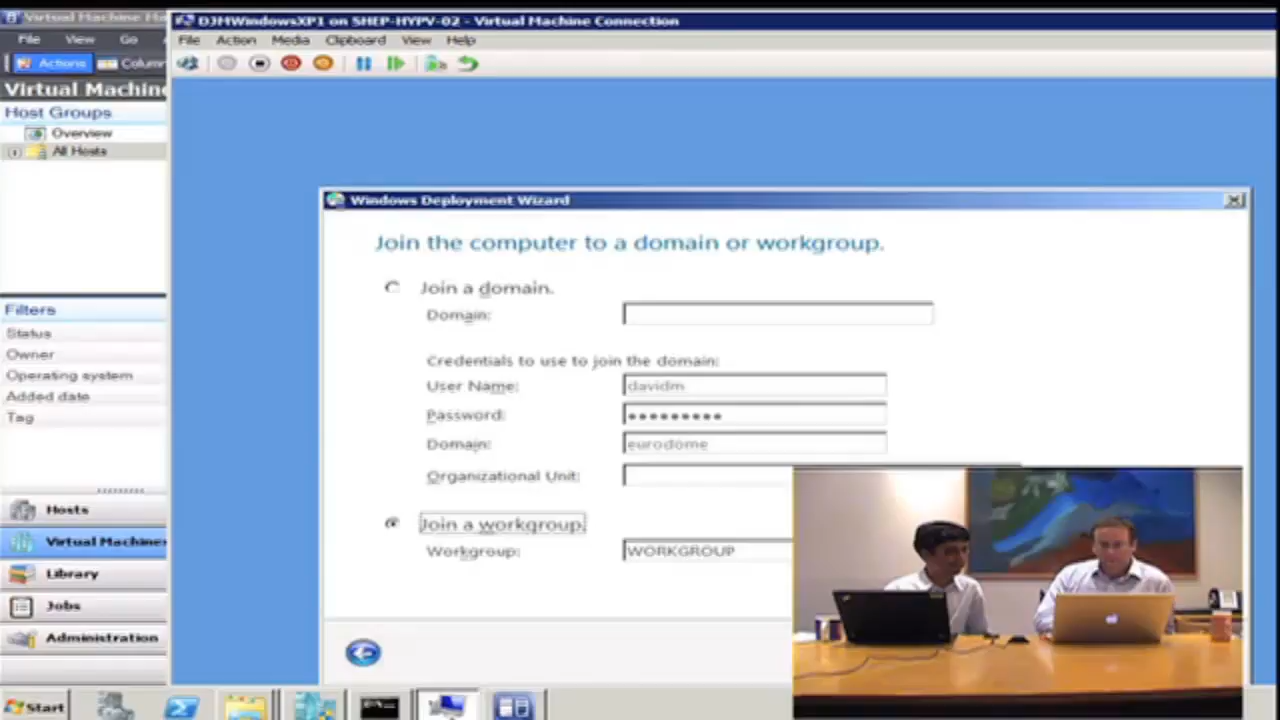 Virtual Machine Ma
File View Go
Actions Colum
Virtual Machine
Host Groups
Overview
All Hosts
Filters
Status
Owner
Operating system
Added date
Tag
Hosts
Virtual Machines
Library
Jobs
Administration
DJMWindowsXP1 on SHEP-HYPV-02 - Virtual Machine Connection
File Action Media Clipboard View Help
Windows Deployment Wizard
Join the computer to a domain or workgroup.
Join a domain.
Domain:
Credentials to use to join the domain:
User Name: davidm
Password: •••••••••
Domain: eurodome
Organizational Unit:
Join a workgroup.
Workgroup: WORKGROUP
Start